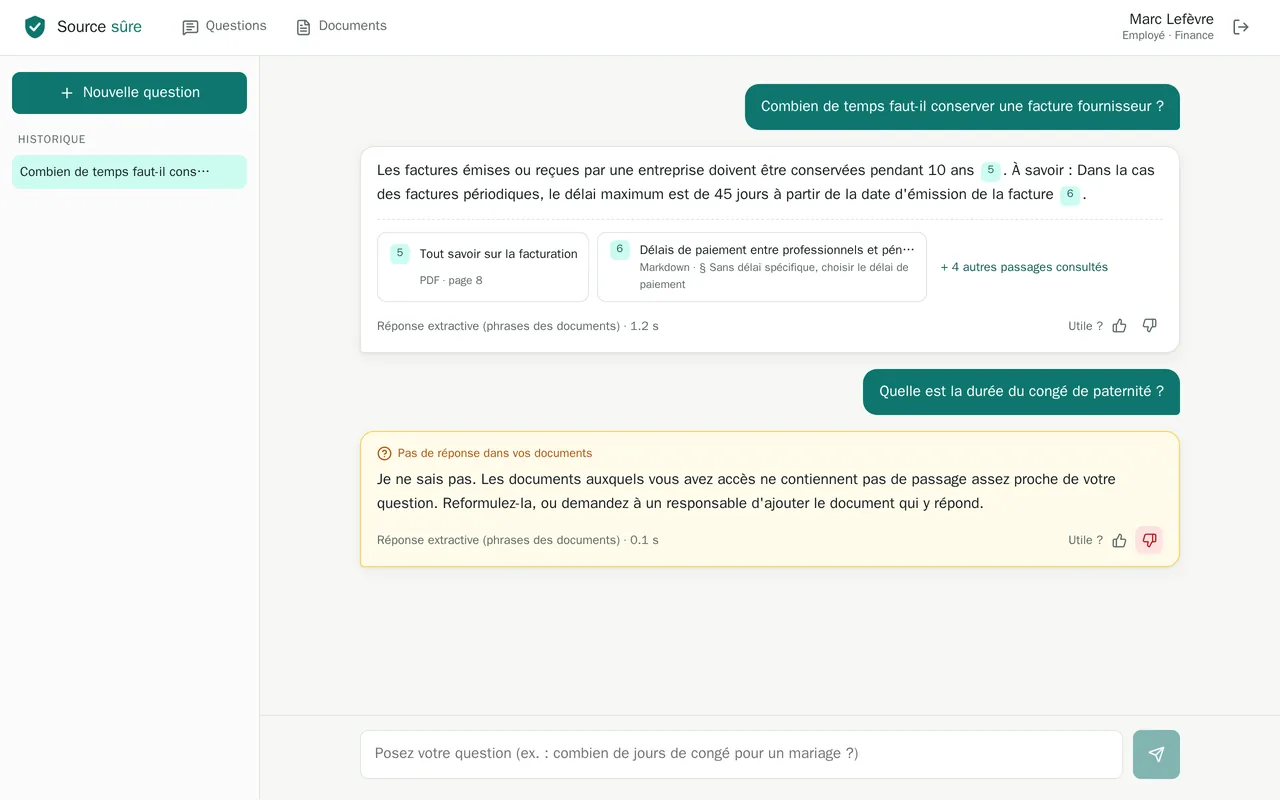 Source sûre
Questions
Documents
Marc Lefèvre
Employé · Finance
Nouvelle question
HISTORIQUE
Combien de temps faut-il cons···
Combien de temps faut-il conserver une facture fournisseur ?
Les factures émises ou reçues par une entreprise doivent être conservées pendant 10 ans 5 . À savoir : Dans la cas
des factures périodiques, le délai maximum est de 45 jours à partir de la date d'émission de la facture 6 .
5 Tout savoir sur la facturation
PDF · page 8
6 Délais de paiement entre professionnels et pén···
Markdown · § Sans délai spécifique, choisir le délai de
paiement
+ 4 autres passages consultés
Réponse extractive (phrases des documents) · 1.2 s
Utile ?
Quelle est la durée du congé de paternité ?
Pas de réponse dans vos documents
Je ne sais pas. Les documents auxquels vous avez accès ne contiennent pas de passage assez proche de votre
question. Reformulez-la, ou demandez à un responsable d'ajouter le document qui y répond.
Réponse extractive (phrases des documents) · 0.1 s
Utile ?
Posez votre question (ex. : combien de jours de congé pour un mariage ?)